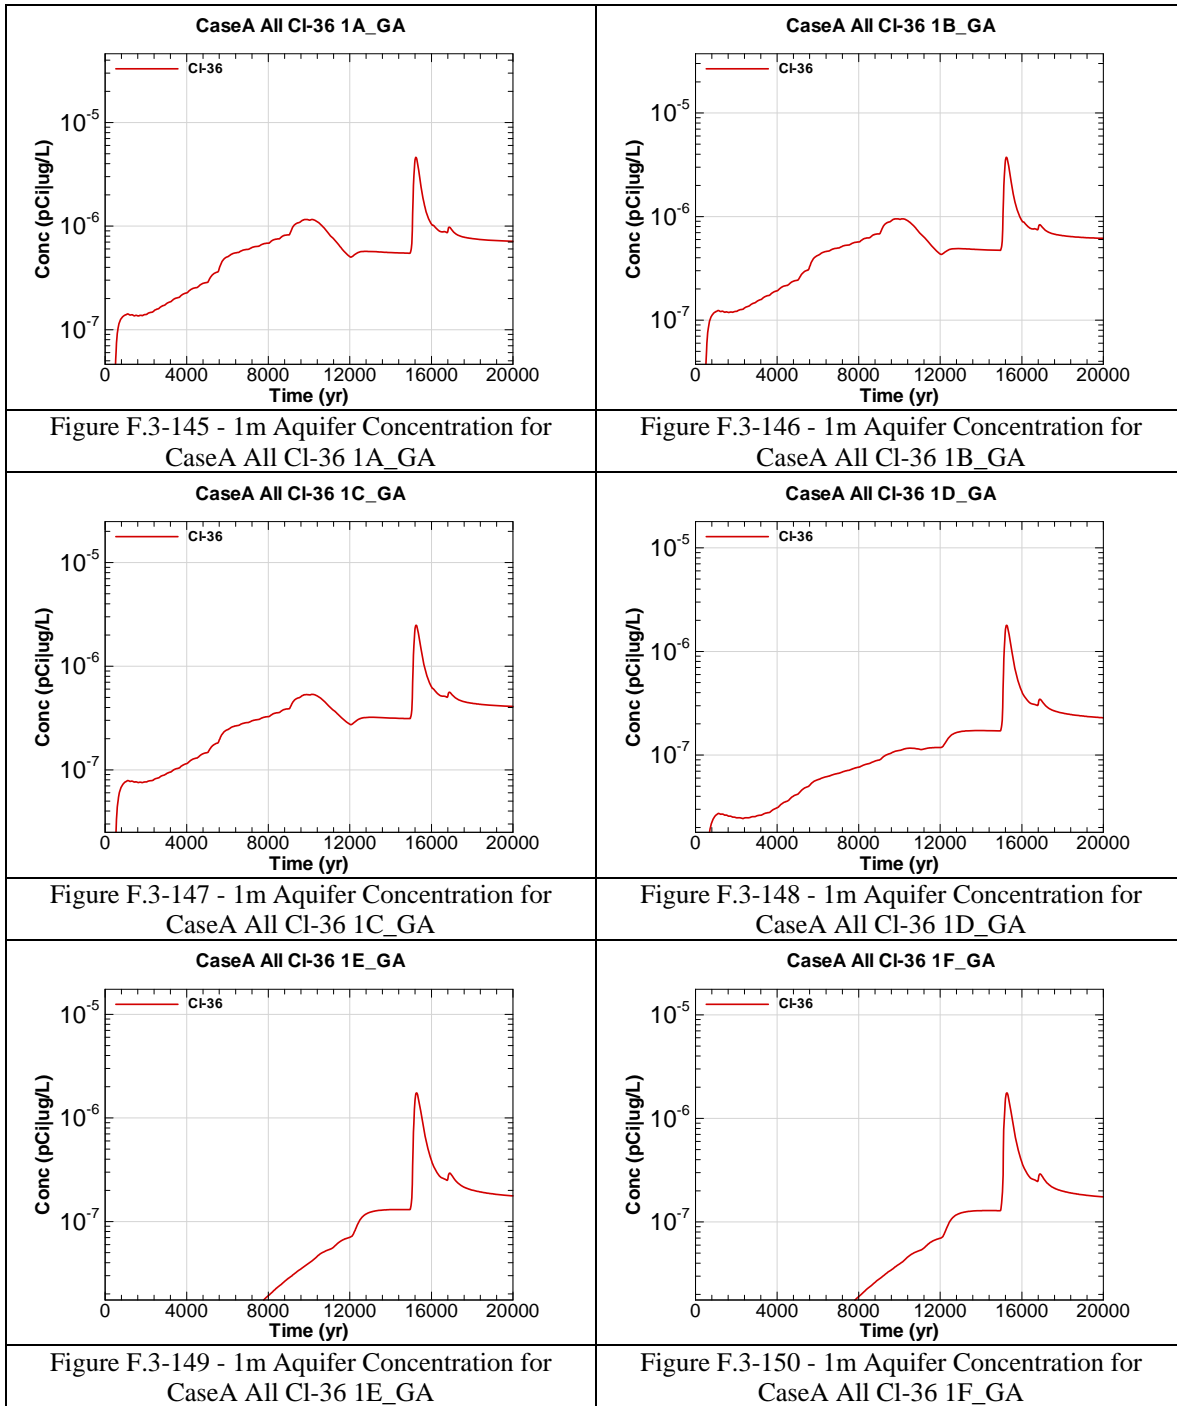 CaseA All Cl-36 1A_GA
Cl-36
10-5
10-6
10-7
Conc (pCi|ug/L)
0 4000 8000 12000 16000 20000
Time (yr)
Figure F.3-145 - 1m Aquifer Concentration for
CaseA All Cl-36 1A_GA
CaseA All Cl-36 1B_GA
Cl-36
10-5
10-6
10-7
Conc (pCi|ug/L)
0 4000 8000 12000 16000 20000
Time (yr)
Figure F.3-146 - 1m Aquifer Concentration for
CaseA All Cl-36 1B_GA
CaseA All Cl-36 1C_GA
Cl-36
10-5
10-6
10-7
Conc (pCi|ug/L)
0 4000 8000 12000 16000 20000
Time (yr)
Figure F.3-147 - 1m Aquifer Concentration for
CaseA All Cl-36 1C_GA
CaseA All Cl-36 1D_GA
Cl-36
10-5
10-6
10-7
Conc (pCi|ug/L)
0 4000 8000 12000 16000 20000
Time (yr)
Figure F.3-148 - 1m Aquifer Concentration for
CaseA All Cl-36 1D_GA
CaseA All Cl-36 1E_GA
Cl-36
10-5
10-6
10-7
Conc (pCi|ug/L)
0 4000 8000 12000 16000 20000
Time (yr)
Figure F.3-149 - 1m Aquifer Concentration for
CaseA All Cl-36 1E_GA
CaseA All Cl-36 1F_GA
Cl-36
10-5
10-6
10-7
Conc (pCi|ug/L)
0 4000 8000 12000 16000 20000
Time (yr)
Figure F.3-150 - 1m Aquifer Concentration for
CaseA All Cl-36 1F_GA